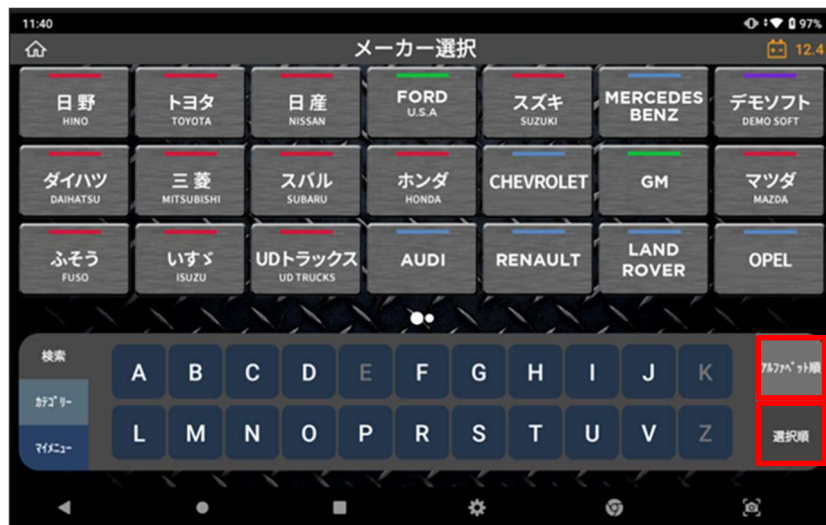 11:40
97%
メーカー選択
12.4
日野
HINO
トヨタ
TOYOTA
日産
NISSAN
FORD
U.S.A
スズキ
SUZUKI
MERCEDES
BENZ
デモソフト
DEMO SOFT
ダイハツ
DAIHATSU
三菱
MITSUBISHI
スバル
SUBARU
ホンダ
HONDA
CHEVROLET
GM
マツダ
MAZDA
ふそう
FUSO
いすゞ
ISUZU
UDトラックス
UD TRUCKS
AUDI
RENAULT
LAND
ROVER
OPEL
検索
A B C D E F G H I J K
ｱﾙﾌｧﾍﾞｯﾄ順
ｶﾃｺﾞﾘｰ
L M N O P R S T U V Z
選択順
ﾏｲﾒﾆｭｰ